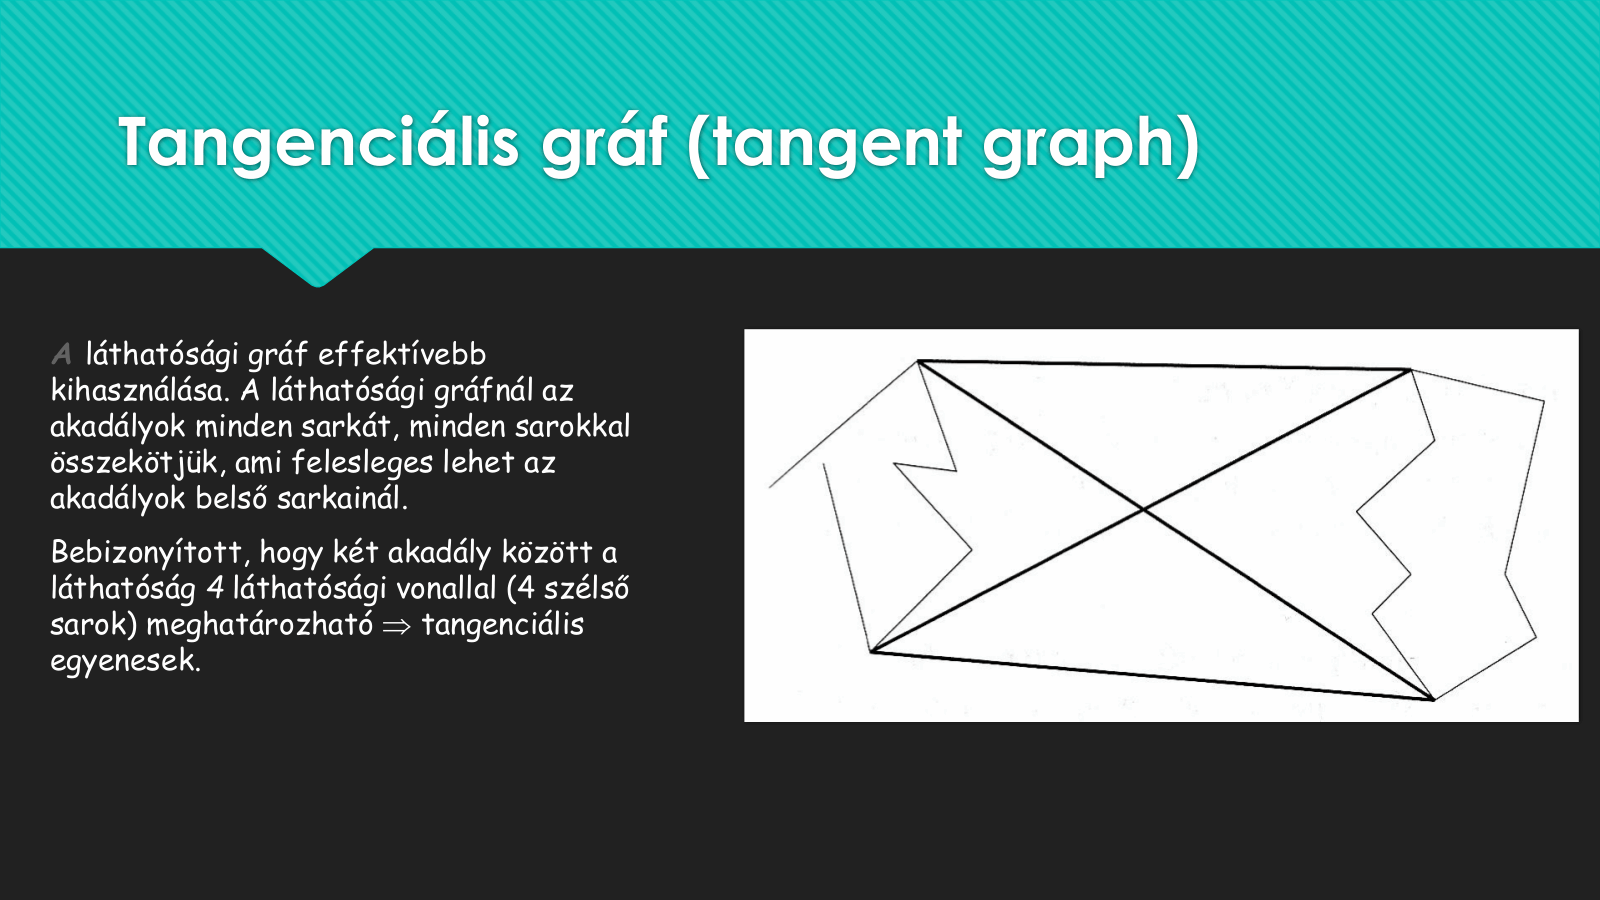 Tangenciális gráf (tangent graph)
A láthatósági gráf effektívebb
kihasználása. A láthatósági gráfnál az
akadályok minden sarkát, minden sarokkal
összekötjük, ami felesleges lehet az
akadályok belső sarkainál.
Bebizonyított, hogy két akadály között a
láthatóság 4 láthatósági vonallal (4 szélső
sarok) meghatározható ⇒ tangenciális
egyenesek.